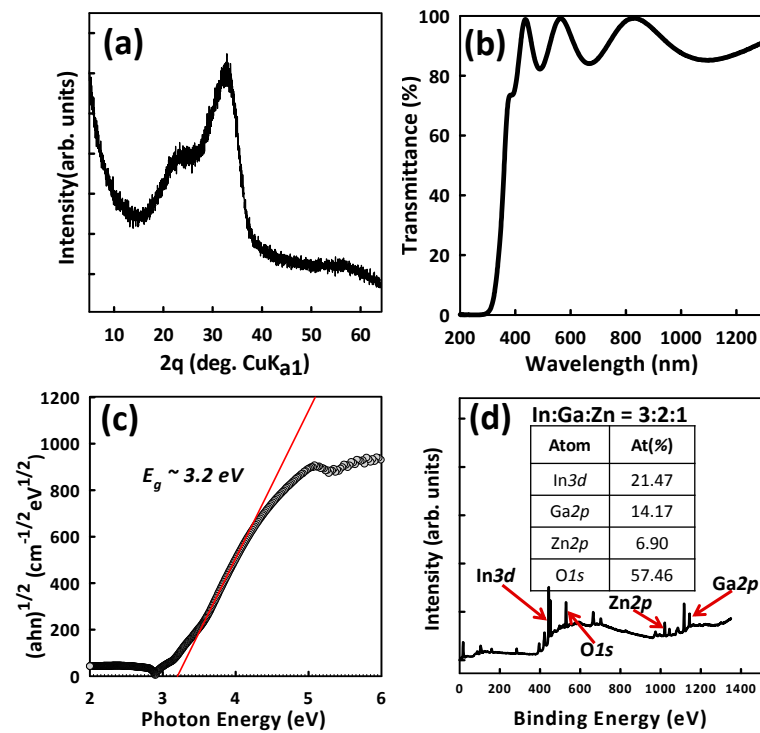 (a)
Intensity(arb. units)
10 20 30 40 50 60
2q (deg. CuKa1)
(b)
Transmittance (%)
100
80
60
40
20
0
200 400 600 800 1000 1200
Wavelength (nm)
(c)
(ahn)1/2 (cm-1/2 eV1/2)
1200
1000
800
600
400
200
0
Eg ~ 3.2 eV
2 3 4 5 6
Photon Energy (eV)
(d)
Intensity (arb. units)
In:Ga:Zn = 3:2:1
Atom At(%)
In3d 21.47
Ga2p 14.17
Zn2p 6.90
O1s 57.46
In3d
O1s
Zn2p
Ga2p
0 200 400 600 800 1000 1200 1400
Binding Energy (eV)